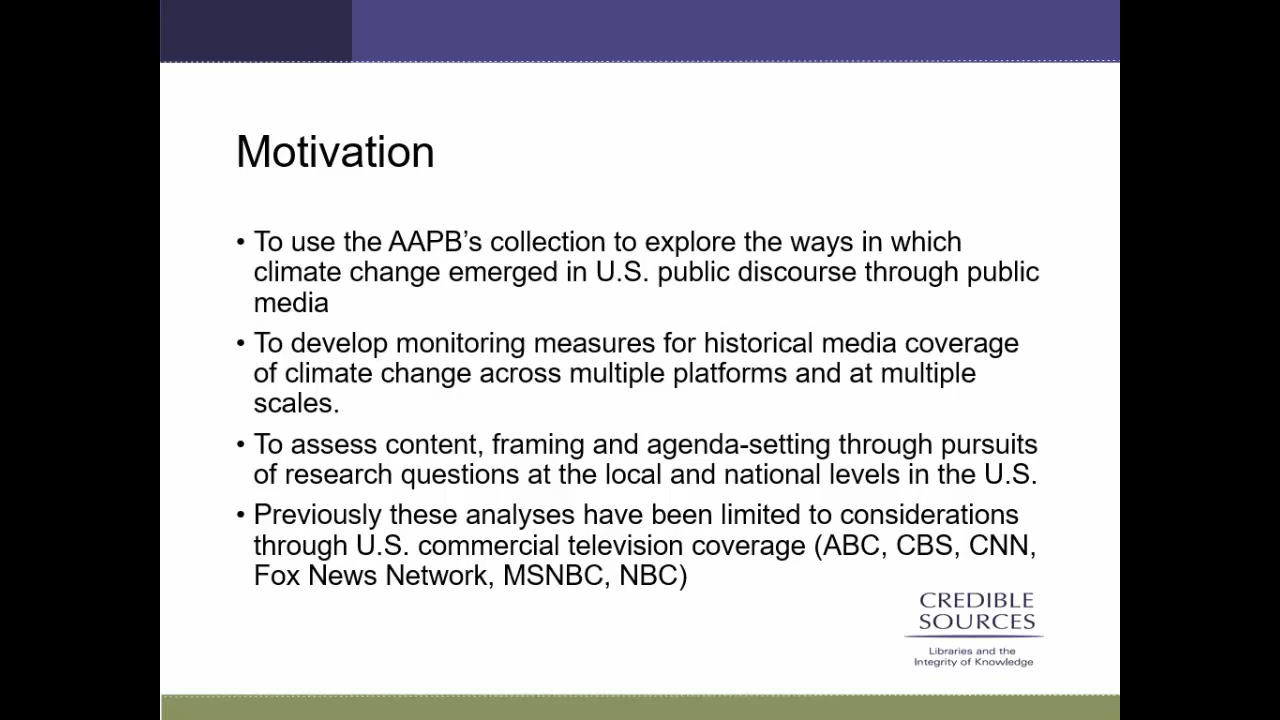 Motivation
• To use the AAPB’s collection to explore the ways in which
climate change emerged in U.S. public discourse through public
media
• To develop monitoring measures for historical media coverage
of climate change across multiple platforms and at multiple
scales.
• To assess content, framing and agenda-setting through pursuits
of research questions at the local and national levels in the U.S.
• Previously these analyses have been limited to considerations
through U.S. commercial television coverage (ABC, CBS, CNN,
Fox News Network, MSNBC, NBC)
CREDIBLE
SOURCES
Libraries and the
Integrity of Knowledge